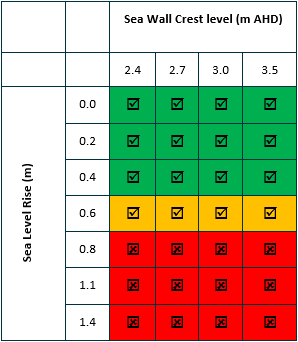 Sea Wall Crest level (m AHD)
2.4 2.7 3.0 3.5
Sea Level Rise (m)
0.0 ☑ ☑ ☑ ☑
0.2 ☑ ☑ ☑ ☑
0.4 ☑ ☑ ☑ ☑
0.6 ☑ ☑ ☑ ☑
0.8 ☒ ☒ ☒ ☒
1.1 ☒ ☒ ☒ ☒
1.4 ☒ ☒ ☒ ☒